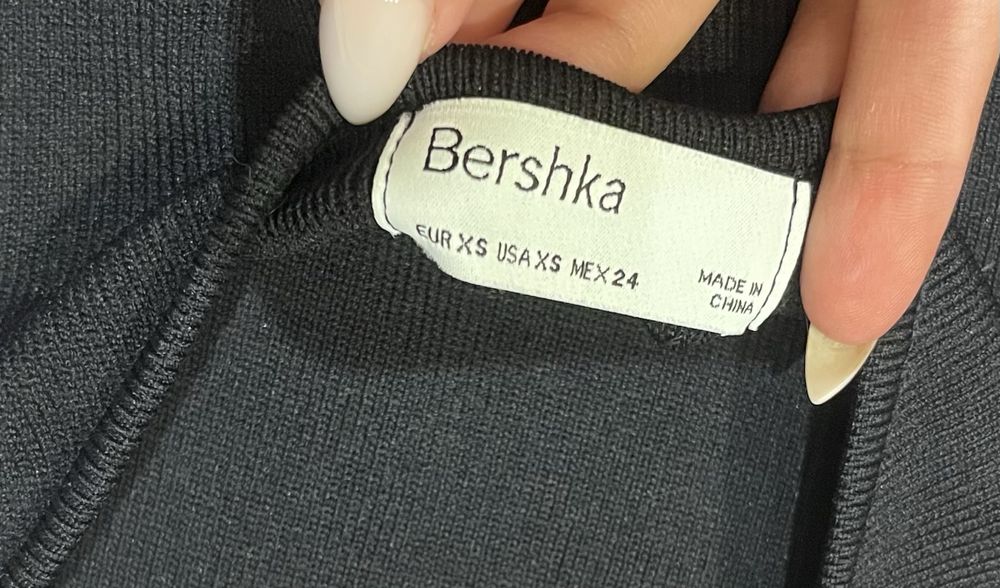 Bershka
EUR XS USA XS MEX 24
MADE IN
CHINA